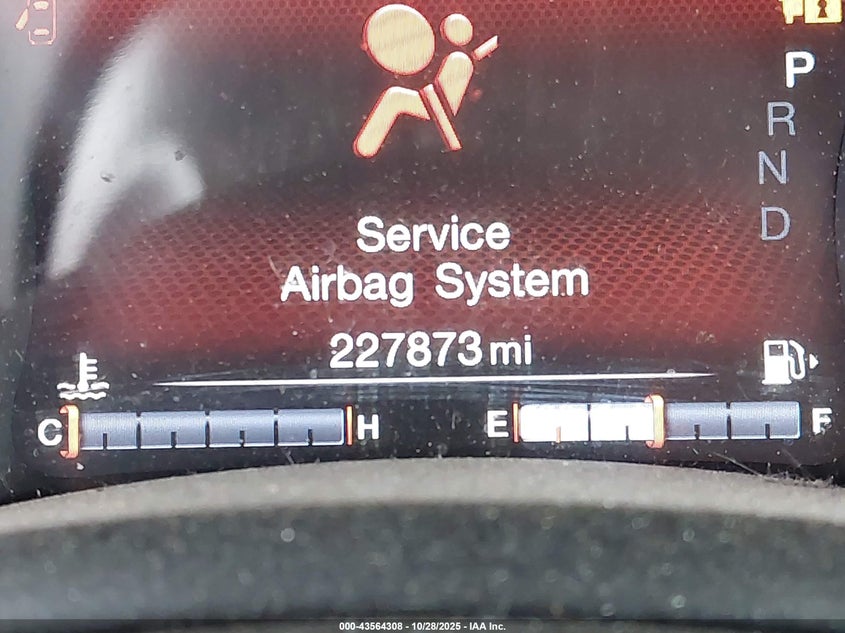 P
R
N
D
Service
Airbag System
227873 mi
C H E F
000-43564308 - 10/28/2025 - IAA Inc.